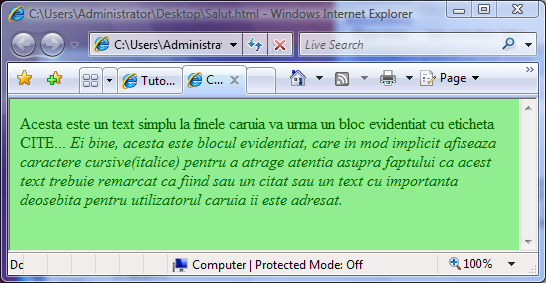 C:\Users\Administrator\Desktop\Salut.html - Windows Internet Explorer
C:\Users\Administrat
Live Search
Tuto...
C...
Page
Acesta este un text simplu la finele caruia va urma un bloc evidentiat cu eticheta
CITE... Ei bine, acesta este blocul evidentiat, care in mod implicit afiseaza
caractere cursive(italice) pentru a atrage atentia asupra faptului ca acest
text trebuie remarcat ca fiind sau un citat sau un text cu importanta
deosebita pentru utilizatorul caruia ii este adresat.
Dc
Computer | Protected Mode: Off
100%